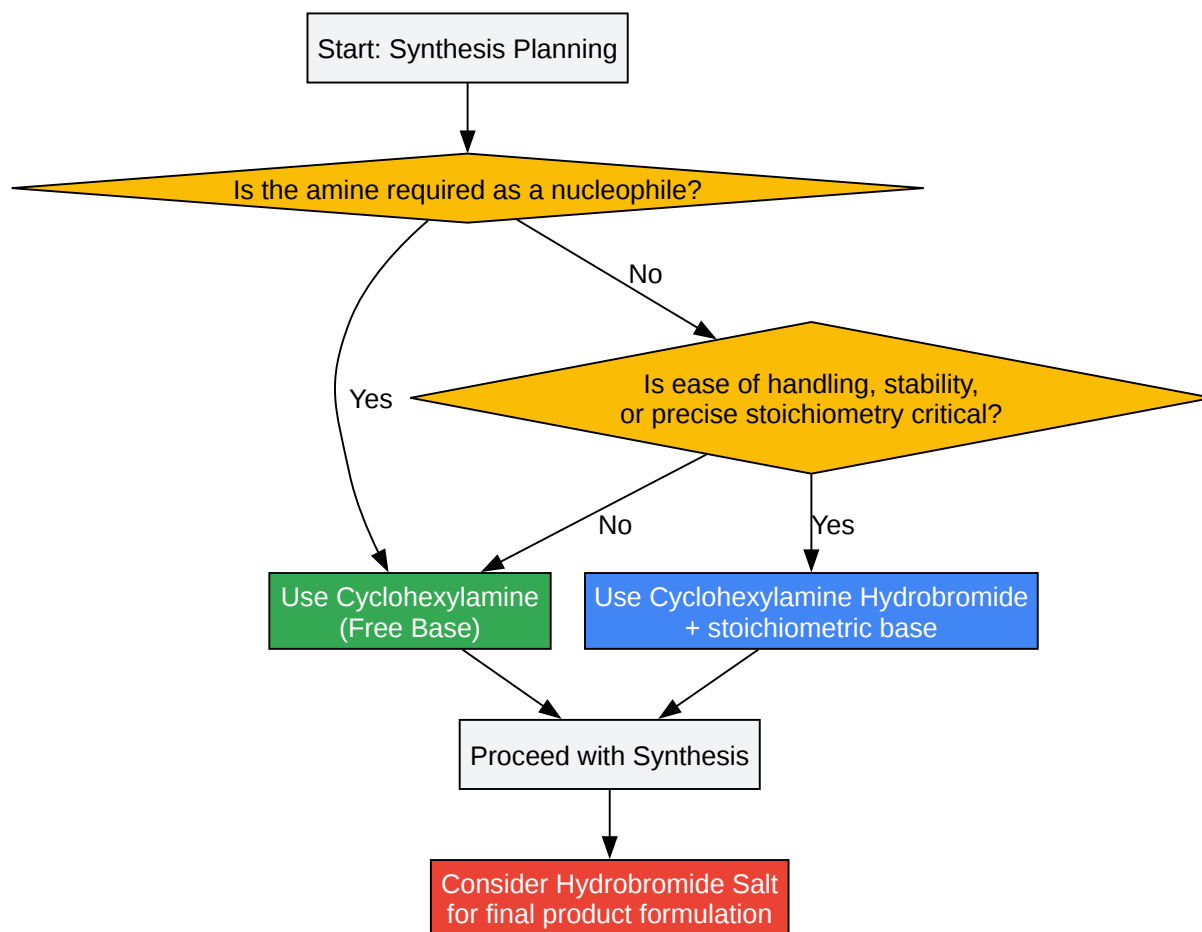 Start: Synthesis Planning
Is the amine required as a nucleophile?
No
Yes
Is ease of handling, stability,
or precise stoichiometry critical?
No
Yes
Use Cyclohexylamine
(Free Base)
Use Cyclohexylamine Hydrobromide
+ stoichiometric base
Proceed with Synthesis
Consider Hydrobromide Salt
for final product formulation